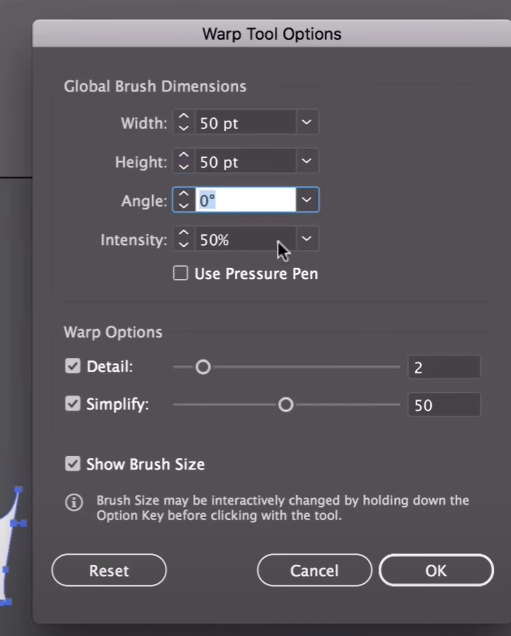 Warp Tool Options
Global Brush Dimensions
Width: 50 pt
Height: 50 pt
Angle: 0°
Intensity: 50%
Use Pressure Pen
Warp Options
Detail: 2
Simplify: 50
Show Brush Size
Brush Size may be interactively changed by holding down the
Option Key before clicking with the tool.
Reset Cancel OK